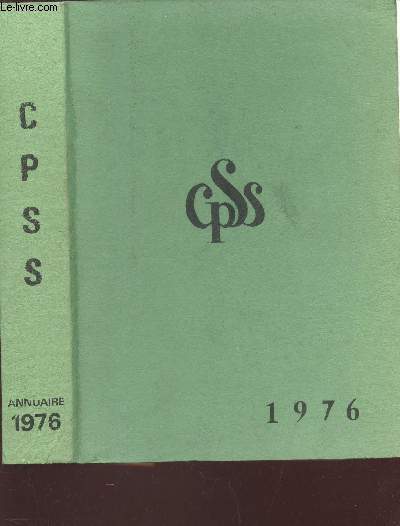 Le-livre.com
C
P
S
S
ANNUAIRE
1976
CPSS
1976